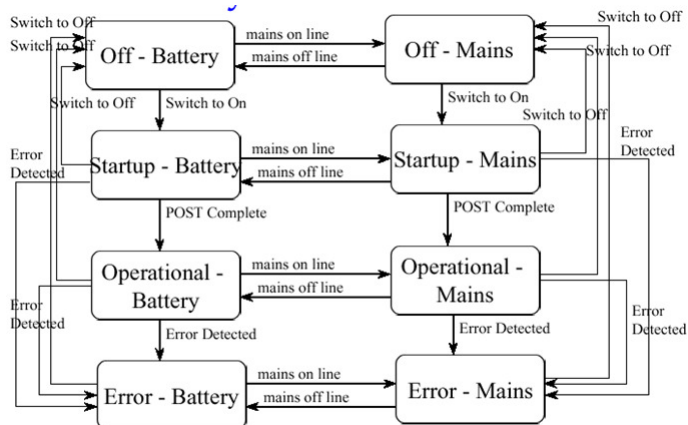 Switch to Off
Switch to Off
mains on line
Switch to Off
Off - Battery
Off - Mains
Switch to Off
mains off line
Switch to Off
Switch to On
Switch to On
Switch to Off
Error
Detected
Error
Detected
Startup - Battery
mains on line
Startup - Mains
mains off line
POST Complete
POST Complete
Operational -
Battery
mains on line
Operational -
Mains
mains off line
Error
Detected
Error Detected
Error Detected
Error
Detected
Error - Battery
mains on line
Error - Mains
mains off line